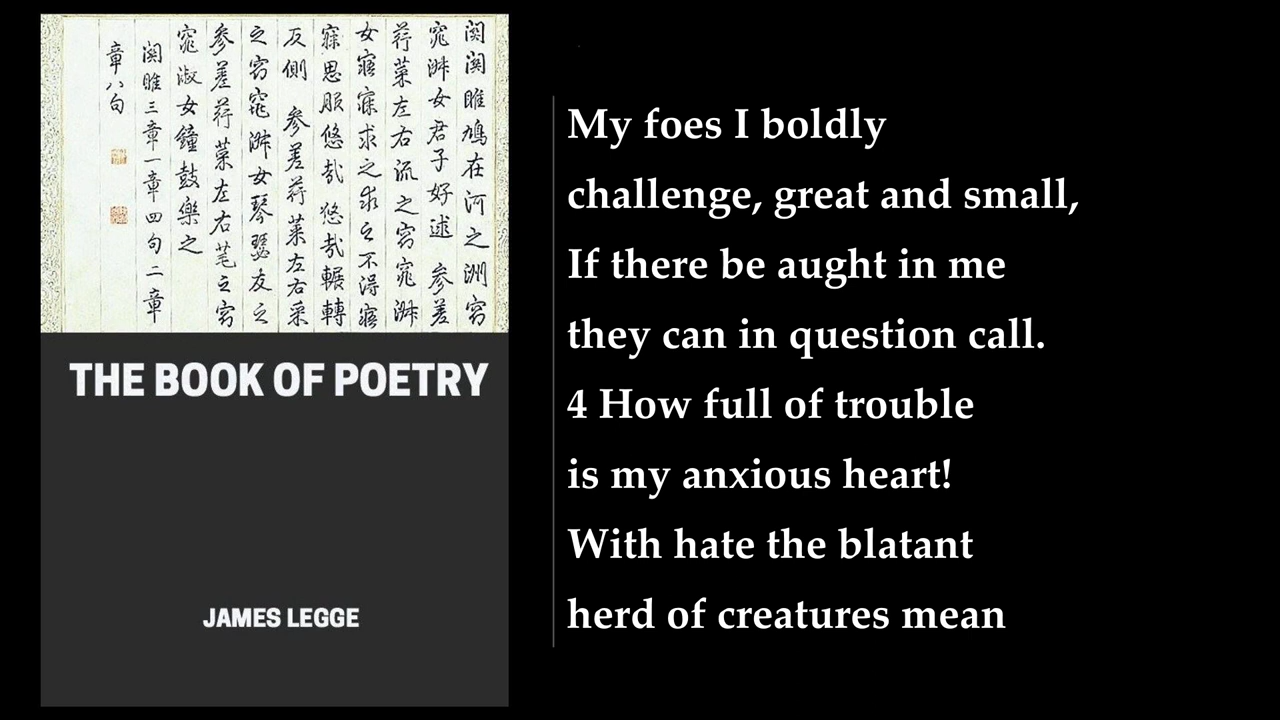 関関雎鳩在河之洲窈
窕淑女君子好逑 参差
荇菜左右流之窈窕淑
女寤寐求之求之不得寤
寐思服悠哉悠哉輾轉
反側 参差荇菜左右采
之窈窕淑女琴瑟友之
参差荇菜左右芼之窈
窕淑女鐘鼓樂之
関雎三章一章四句二章
章八句
THE BOOK OF POETRY
JAMES LEGGE
My foes I boldly
challenge, great and small,
If there be aught in me
they can in question call.
4 How full of trouble
is my anxious heart!
With hate the blatant
herd of creatures mean